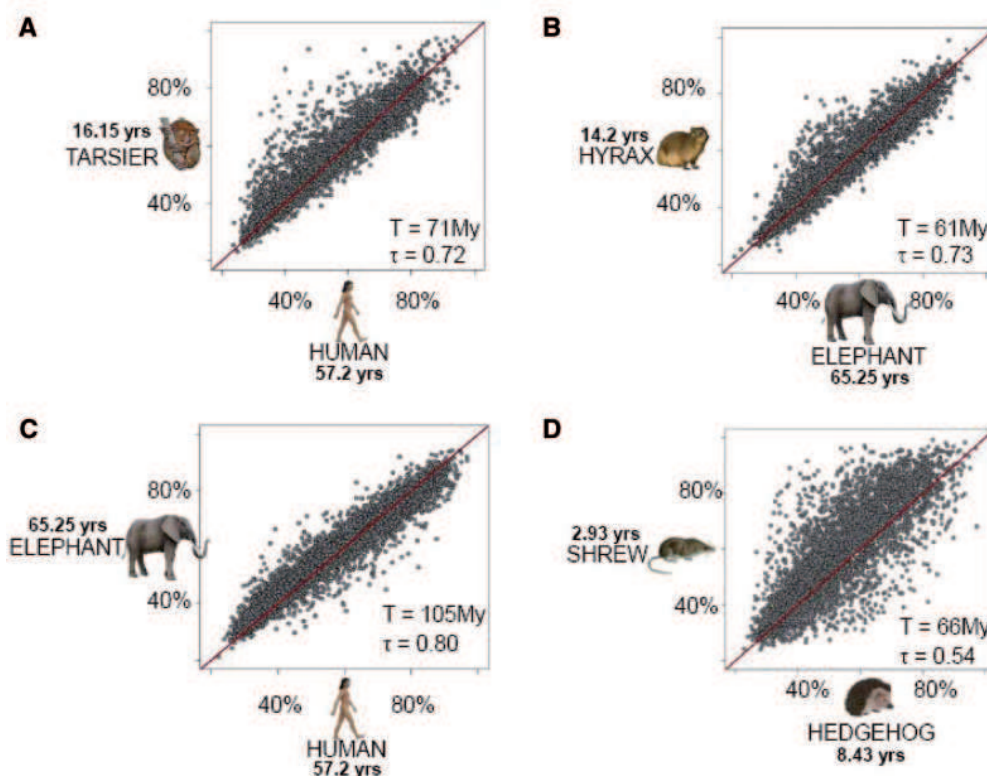 A
80%
16.15 yrs
TARSIER
40%
T = 71My
τ = 0.72
40% 80%
HUMAN
57.2 yrs
B
80%
14.2 yrs
HYRAX
40%
T = 61My
τ = 0.73
40% 80%
ELEPHANT
65.25 yrs
C
80%
65.25 yrs
ELEPHANT
40%
T = 105My
τ = 0.80
40% 80%
HUMAN
57.2 yrs
D
80%
2.93 yrs
SHREW
40%
T = 66My
τ = 0.54
40% 80%
HEDGEHOG
8.43 yrs